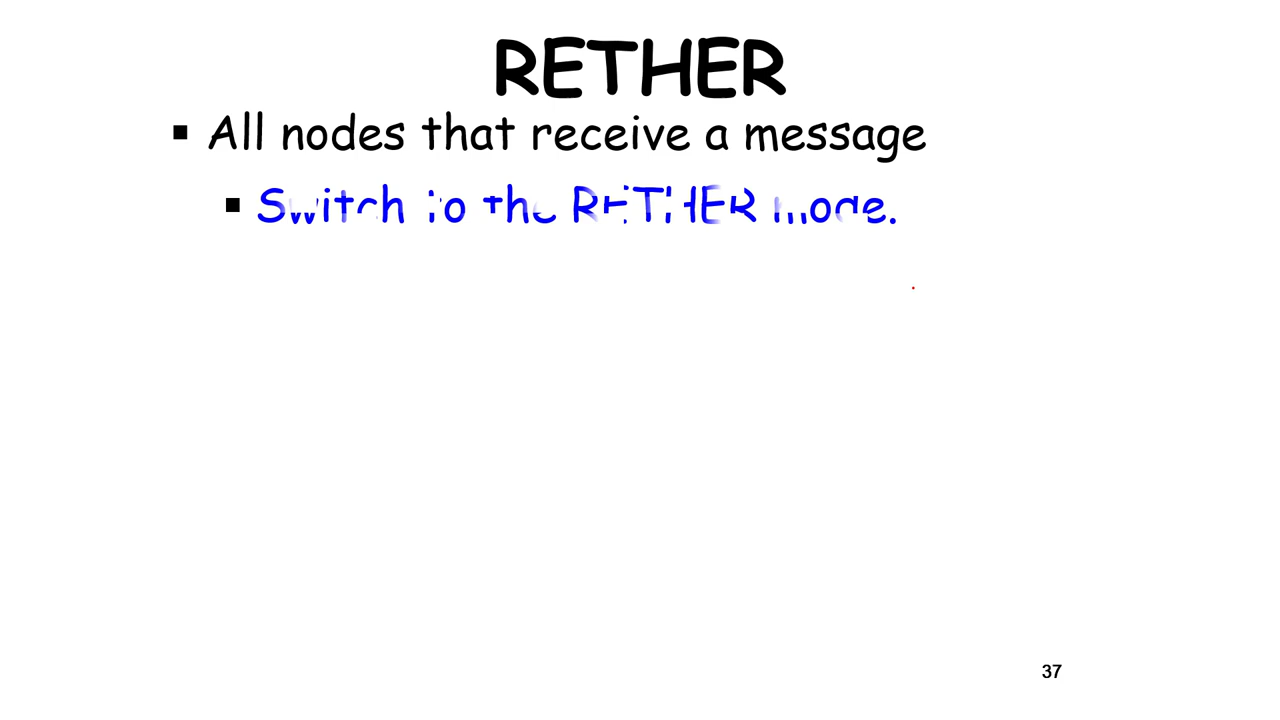 RETHER
▪ All nodes that receive a message
▪ Switch to the RETHER mode.
37